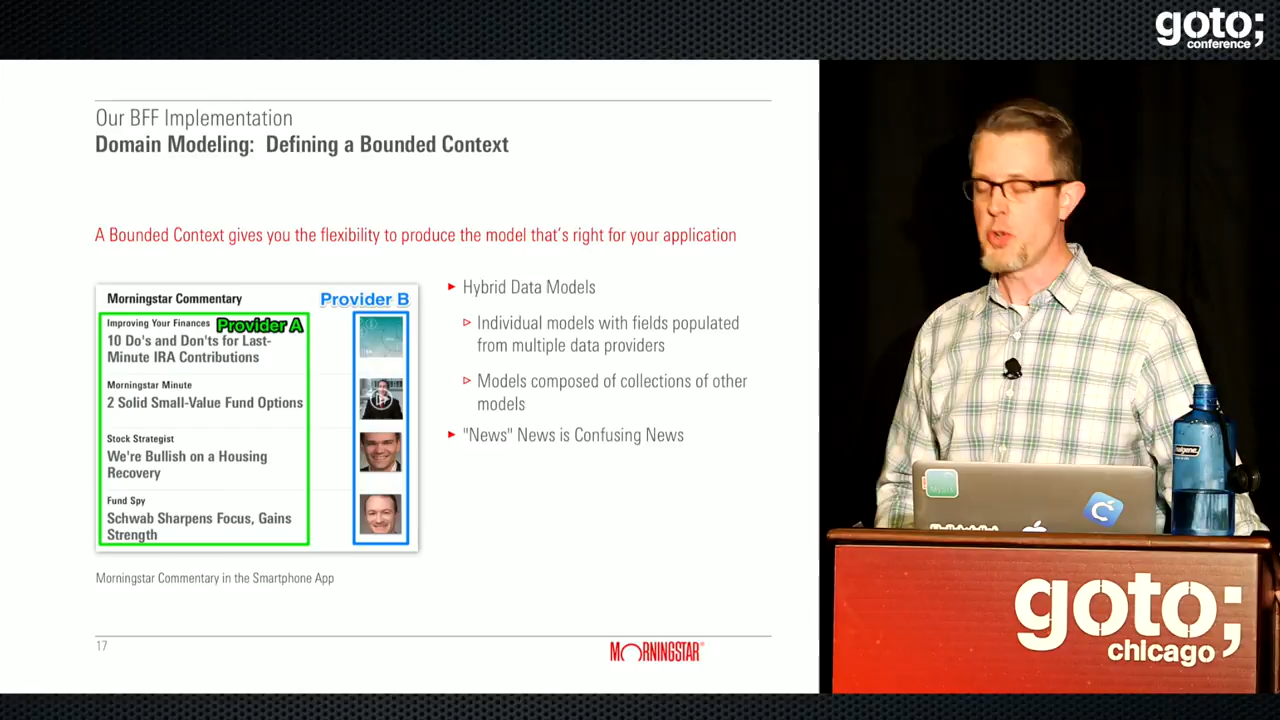 goto;
conference
Our BFF Implementation
Domain Modeling: Defining a Bounded Context
A Bounded Context gives you the flexibility to produce the model that's right for your application
Morningstar Commentary
Provider B
Improving Your Finances
Provider A
10 Do's and Don'ts for Last-
Minute IRA Contributions
Morningstar Minute
2 Solid Small-Value Fund Options
Stock Strategist
We're Bullish on a Housing
Recovery
Fund Spy
Schwab Sharpens Focus, Gains
Strength
Morningstar Commentary in the Smartphone App
► Hybrid Data Models
▷ Individual models with fields populated
from multiple data providers
▷ Models composed of collections of other
models
► "News" News is Confusing News
17
MORNINGSTAR®
nalgene
goto;
chicago